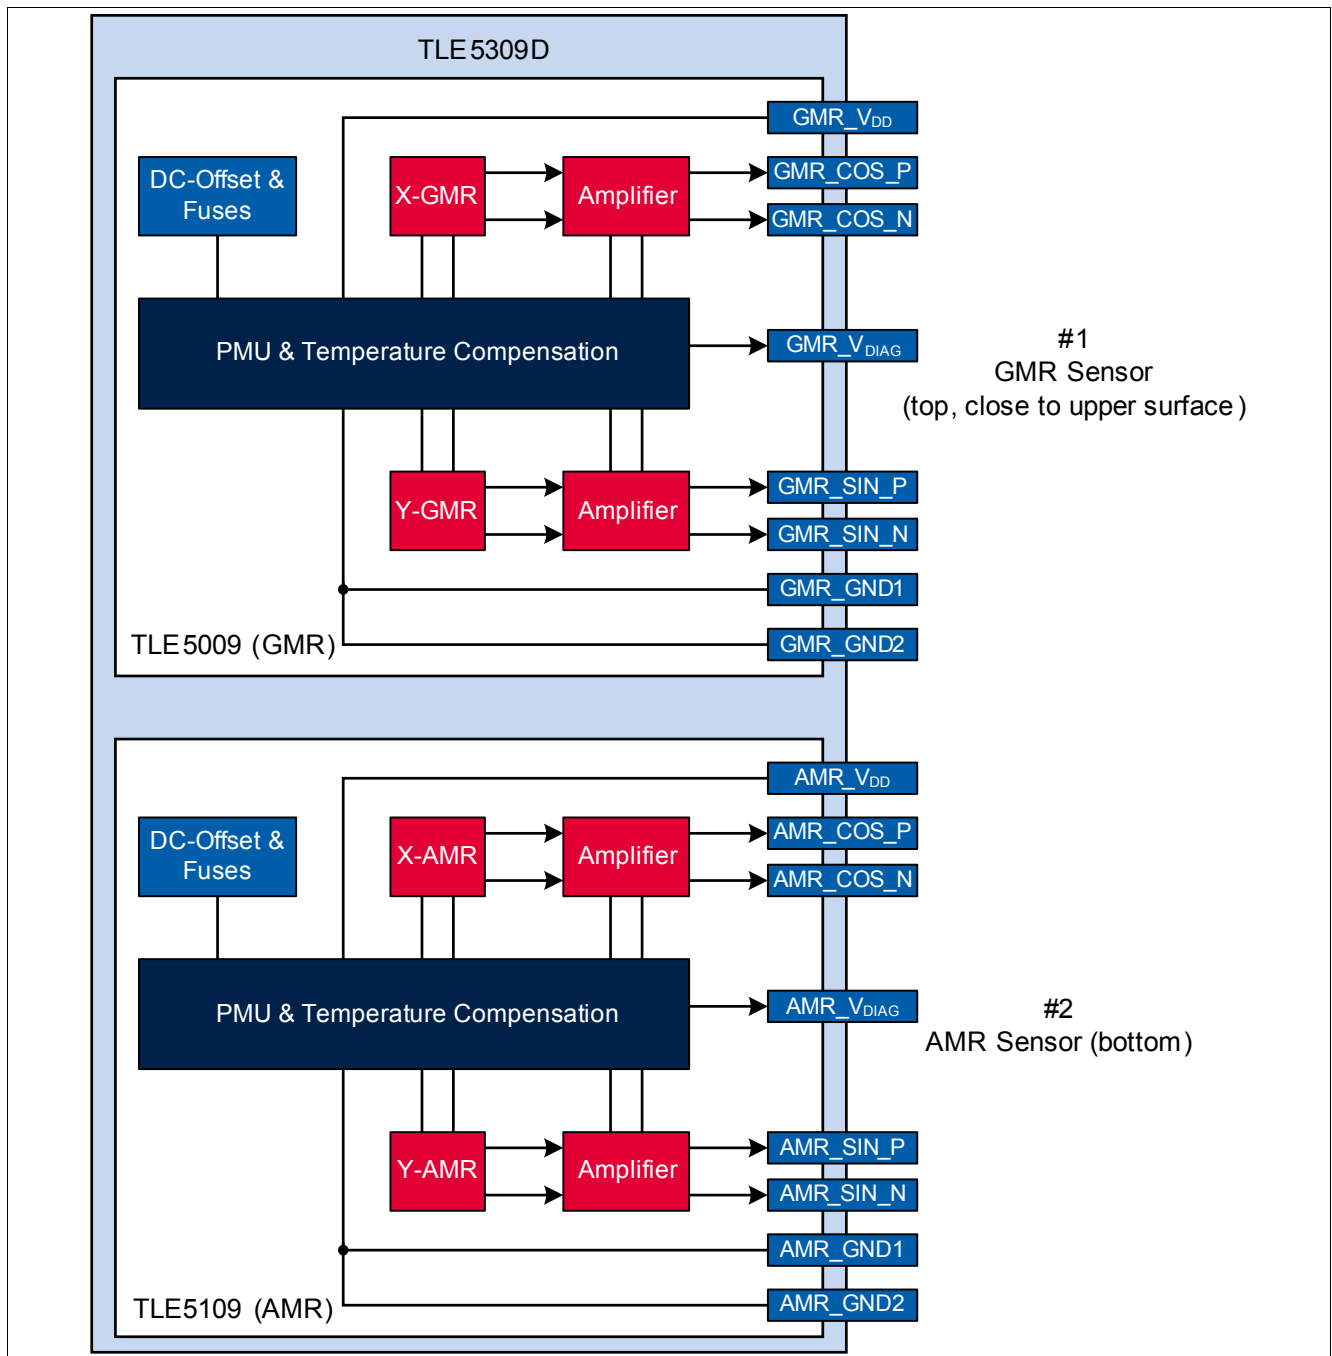 TLE5309D
GMR_VDD
DC-Offset &
Fuses
X-GMR
Amplifier
GMR_COS_P
GMR_COS_N
PMU & Temperature Compensation
GMR_VDIAG
#1
GMR Sensor
(top, close to upper surface)
Y-GMR
Amplifier
GMR_SIN_P
GMR_SIN_N
GMR_GND1
GMR_GND2
TLE5009 (GMR)
AMR_VDD
DC-Offset &
Fuses
X-AMR
Amplifier
AMR_COS_P
AMR_COS_N
PMU & Temperature Compensation
AMR_VDIAG
#2
AMR Sensor (bottom)
Y-AMR
Amplifier
AMR_SIN_P
AMR_SIN_N
AMR_GND1
AMR_GND2
TLE5109 (AMR)